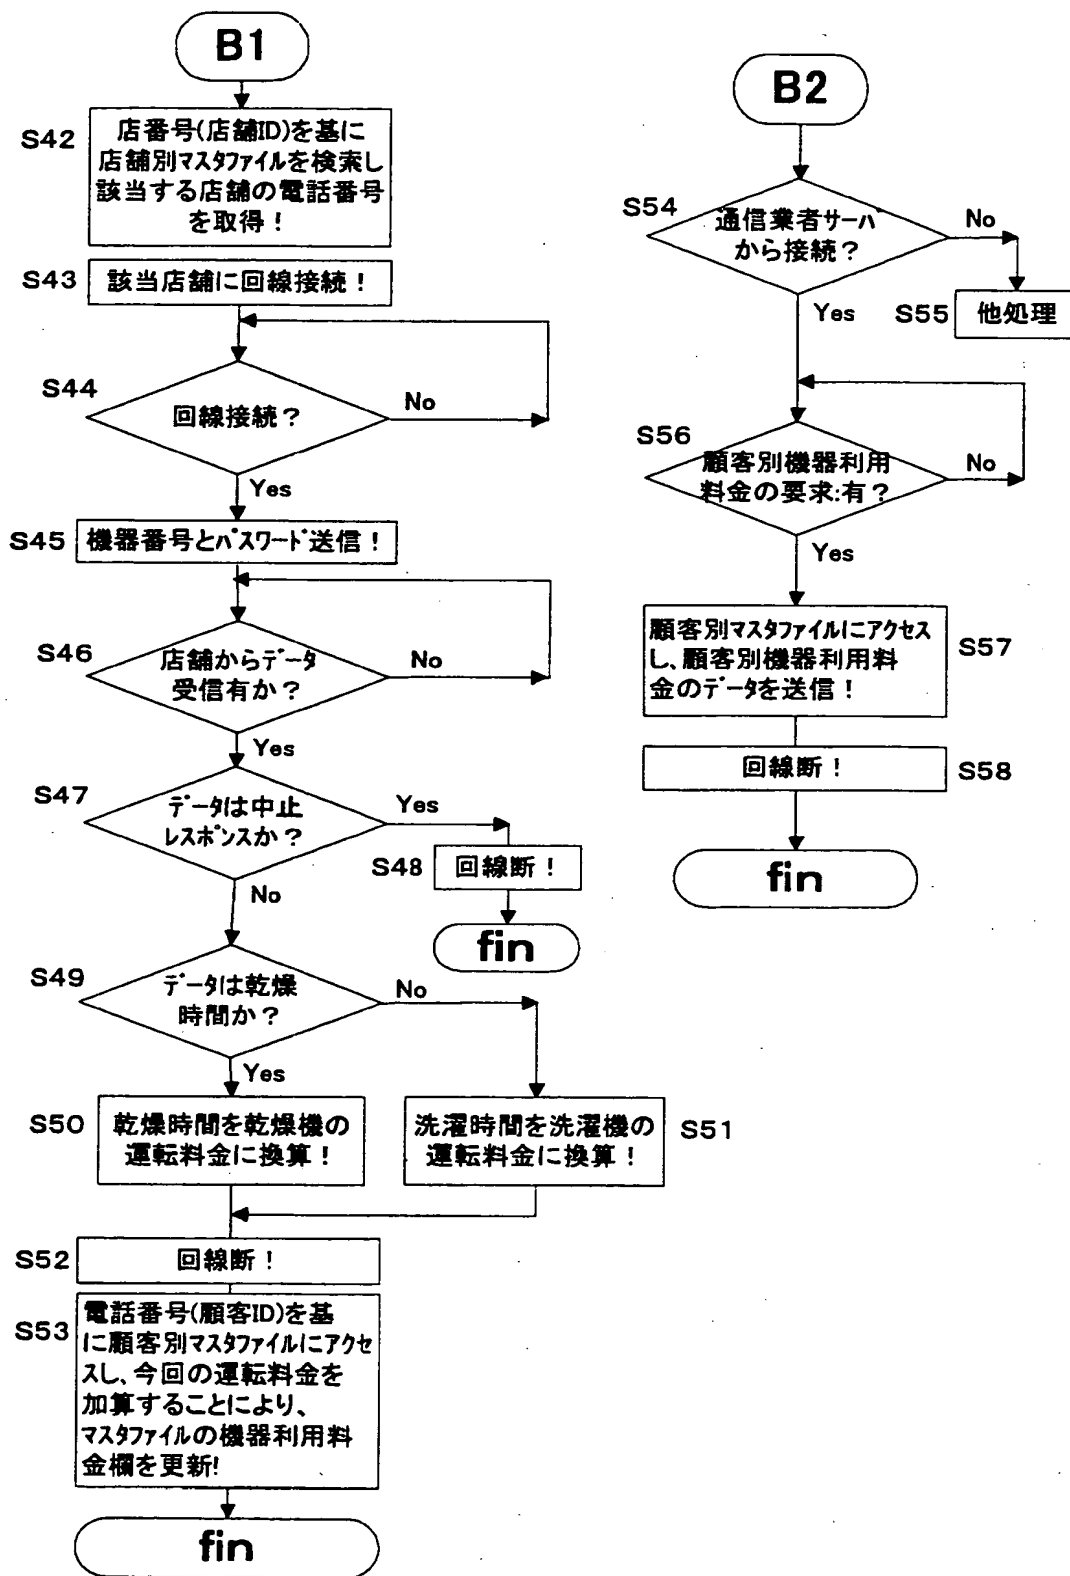 B1
S42
店番号(店舗ID)を基に
店舗別マスタファイルを検索し
該当する店舗の電話番号
を取得！
S43
該当店舗に回線接続！
S44
回線接続？
No
Yes
S45
機器番号とパスワード送信！
S46
店舗からデータ
受信有か？
No
Yes
S47
データは中止
レスポンスか？
Yes
S48
回線断！
fin
No
S49
データは乾燥
時間か？
No
Yes
S50
乾燥時間を乾燥機の
運転料金に換算！
洗濯時間を洗濯機の
運転料金に換算！
S51
S52
回線断！
S53
電話番号(顧客ID)を基
に顧客別マスタファイルにアクセ
スし、今回の運転料金を
加算することにより、
マスタファイルの機器利用料
金欄を更新!
fin
B2
S54
通信業者サーバ
から接続？
No
Yes
S55
他処理
S56
顧客別機器利用
料金の要求:有？
No
Yes
顧客別マスタファイルにアクセス
し、顧客別機器利用料
金のデータを送信！
S57
回線断！
S58
fin